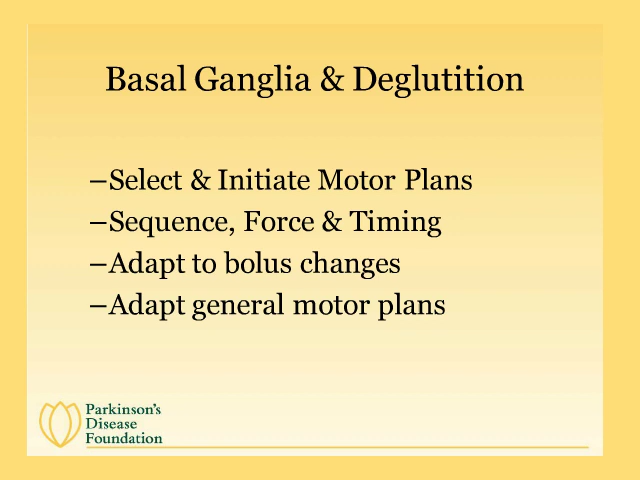 Basal Ganglia & Deglutition
–Select & Initiate Motor Plans
–Sequence, Force & Timing
–Adapt to bolus changes
–Adapt general motor plans
Parkinson's
Disease
Foundation